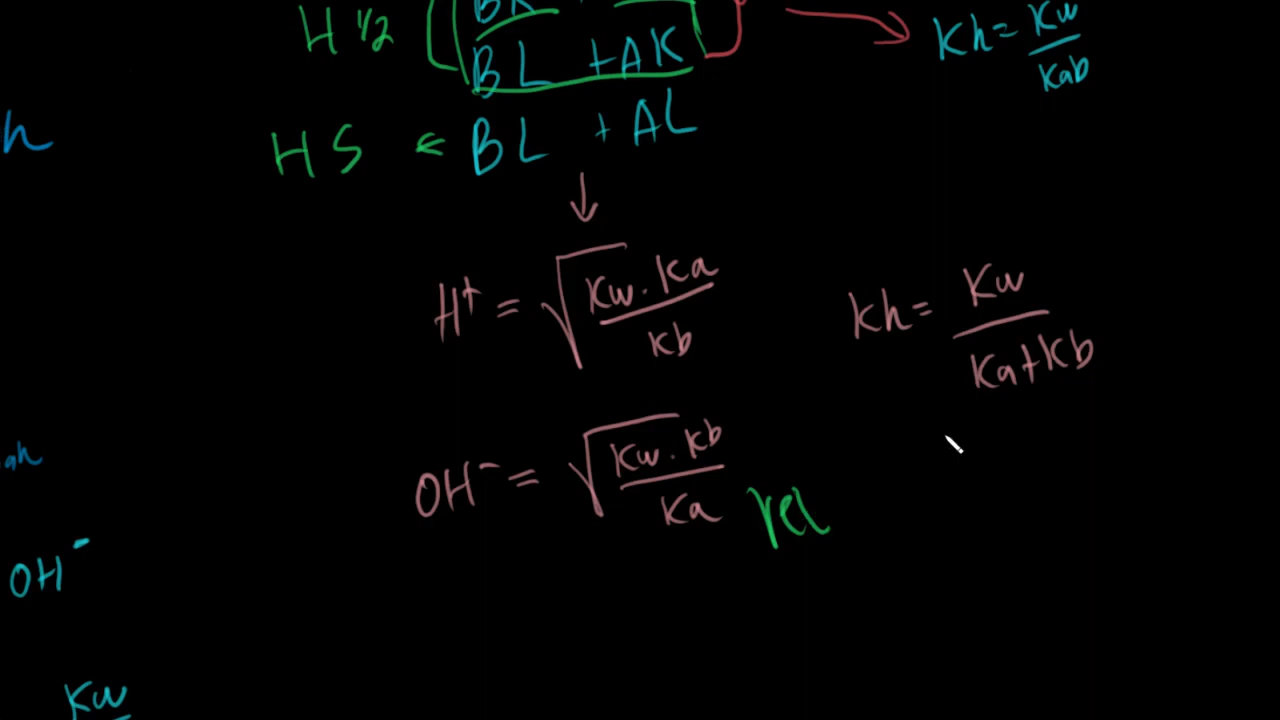 H ½
BL + AK
Kh = Kw / Kab
h
HS ← BL + AL
↓
H⁺ = √(Kw . Ka / Kb)
Kh = Kw / Ka+Kb
OH⁻ = √(Kw . Kb / Ka)
ah
OH⁻
Kw